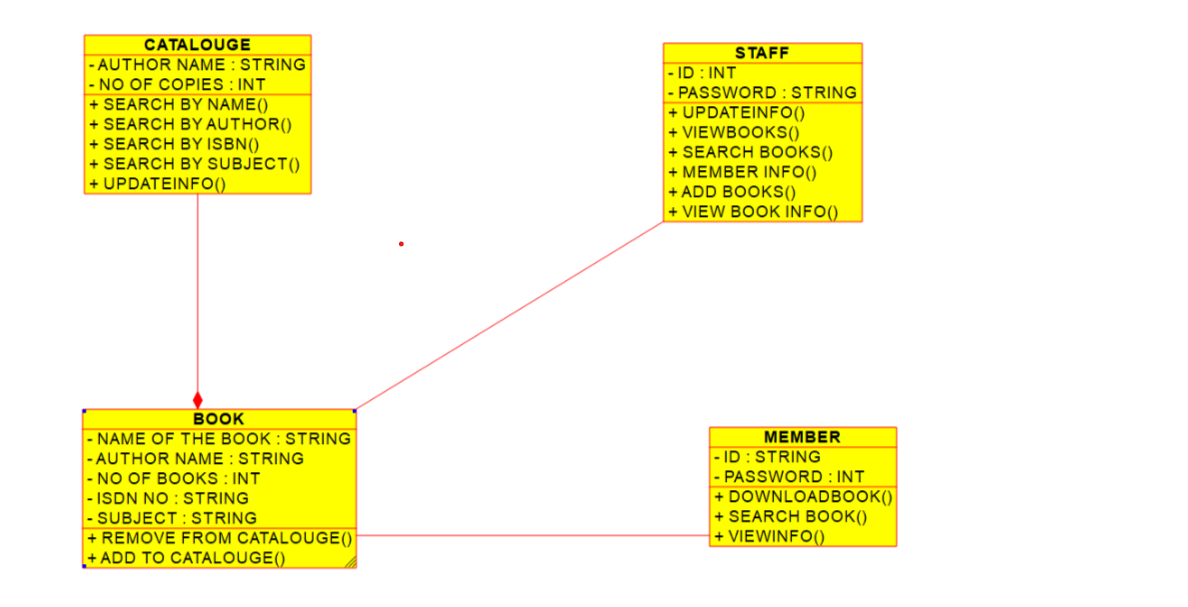 CATALOUGE
- AUTHOR NAME : STRING
- NO OF COPIES : INT
+ SEARCH BY NAME()
+ SEARCH BY AUTHOR()
+ SEARCH BY ISBN()
+ SEARCH BY SUBJECT()
+ UPDATEINFO()
STAFF
- ID : INT
- PASSWORD : STRING
+ UPDATEINFO()
+ VIEWBOOKS()
+ SEARCH BOOKS()
+ MEMBER INFO()
+ ADD BOOKS()
+ VIEW BOOK INFO()
BOOK
- NAME OF THE BOOK : STRING
- AUTHOR NAME : STRING
- NO OF BOOKS : INT
- ISDN NO : STRING
- SUBJECT : STRING
+ REMOVE FROM CATALOUGE()
+ ADD TO CATALOUGE()
MEMBER
- ID : STRING
- PASSWORD : INT
+ DOWNLOADBOOK()
+ SEARCH BOOK()
+ VIEWINFO()